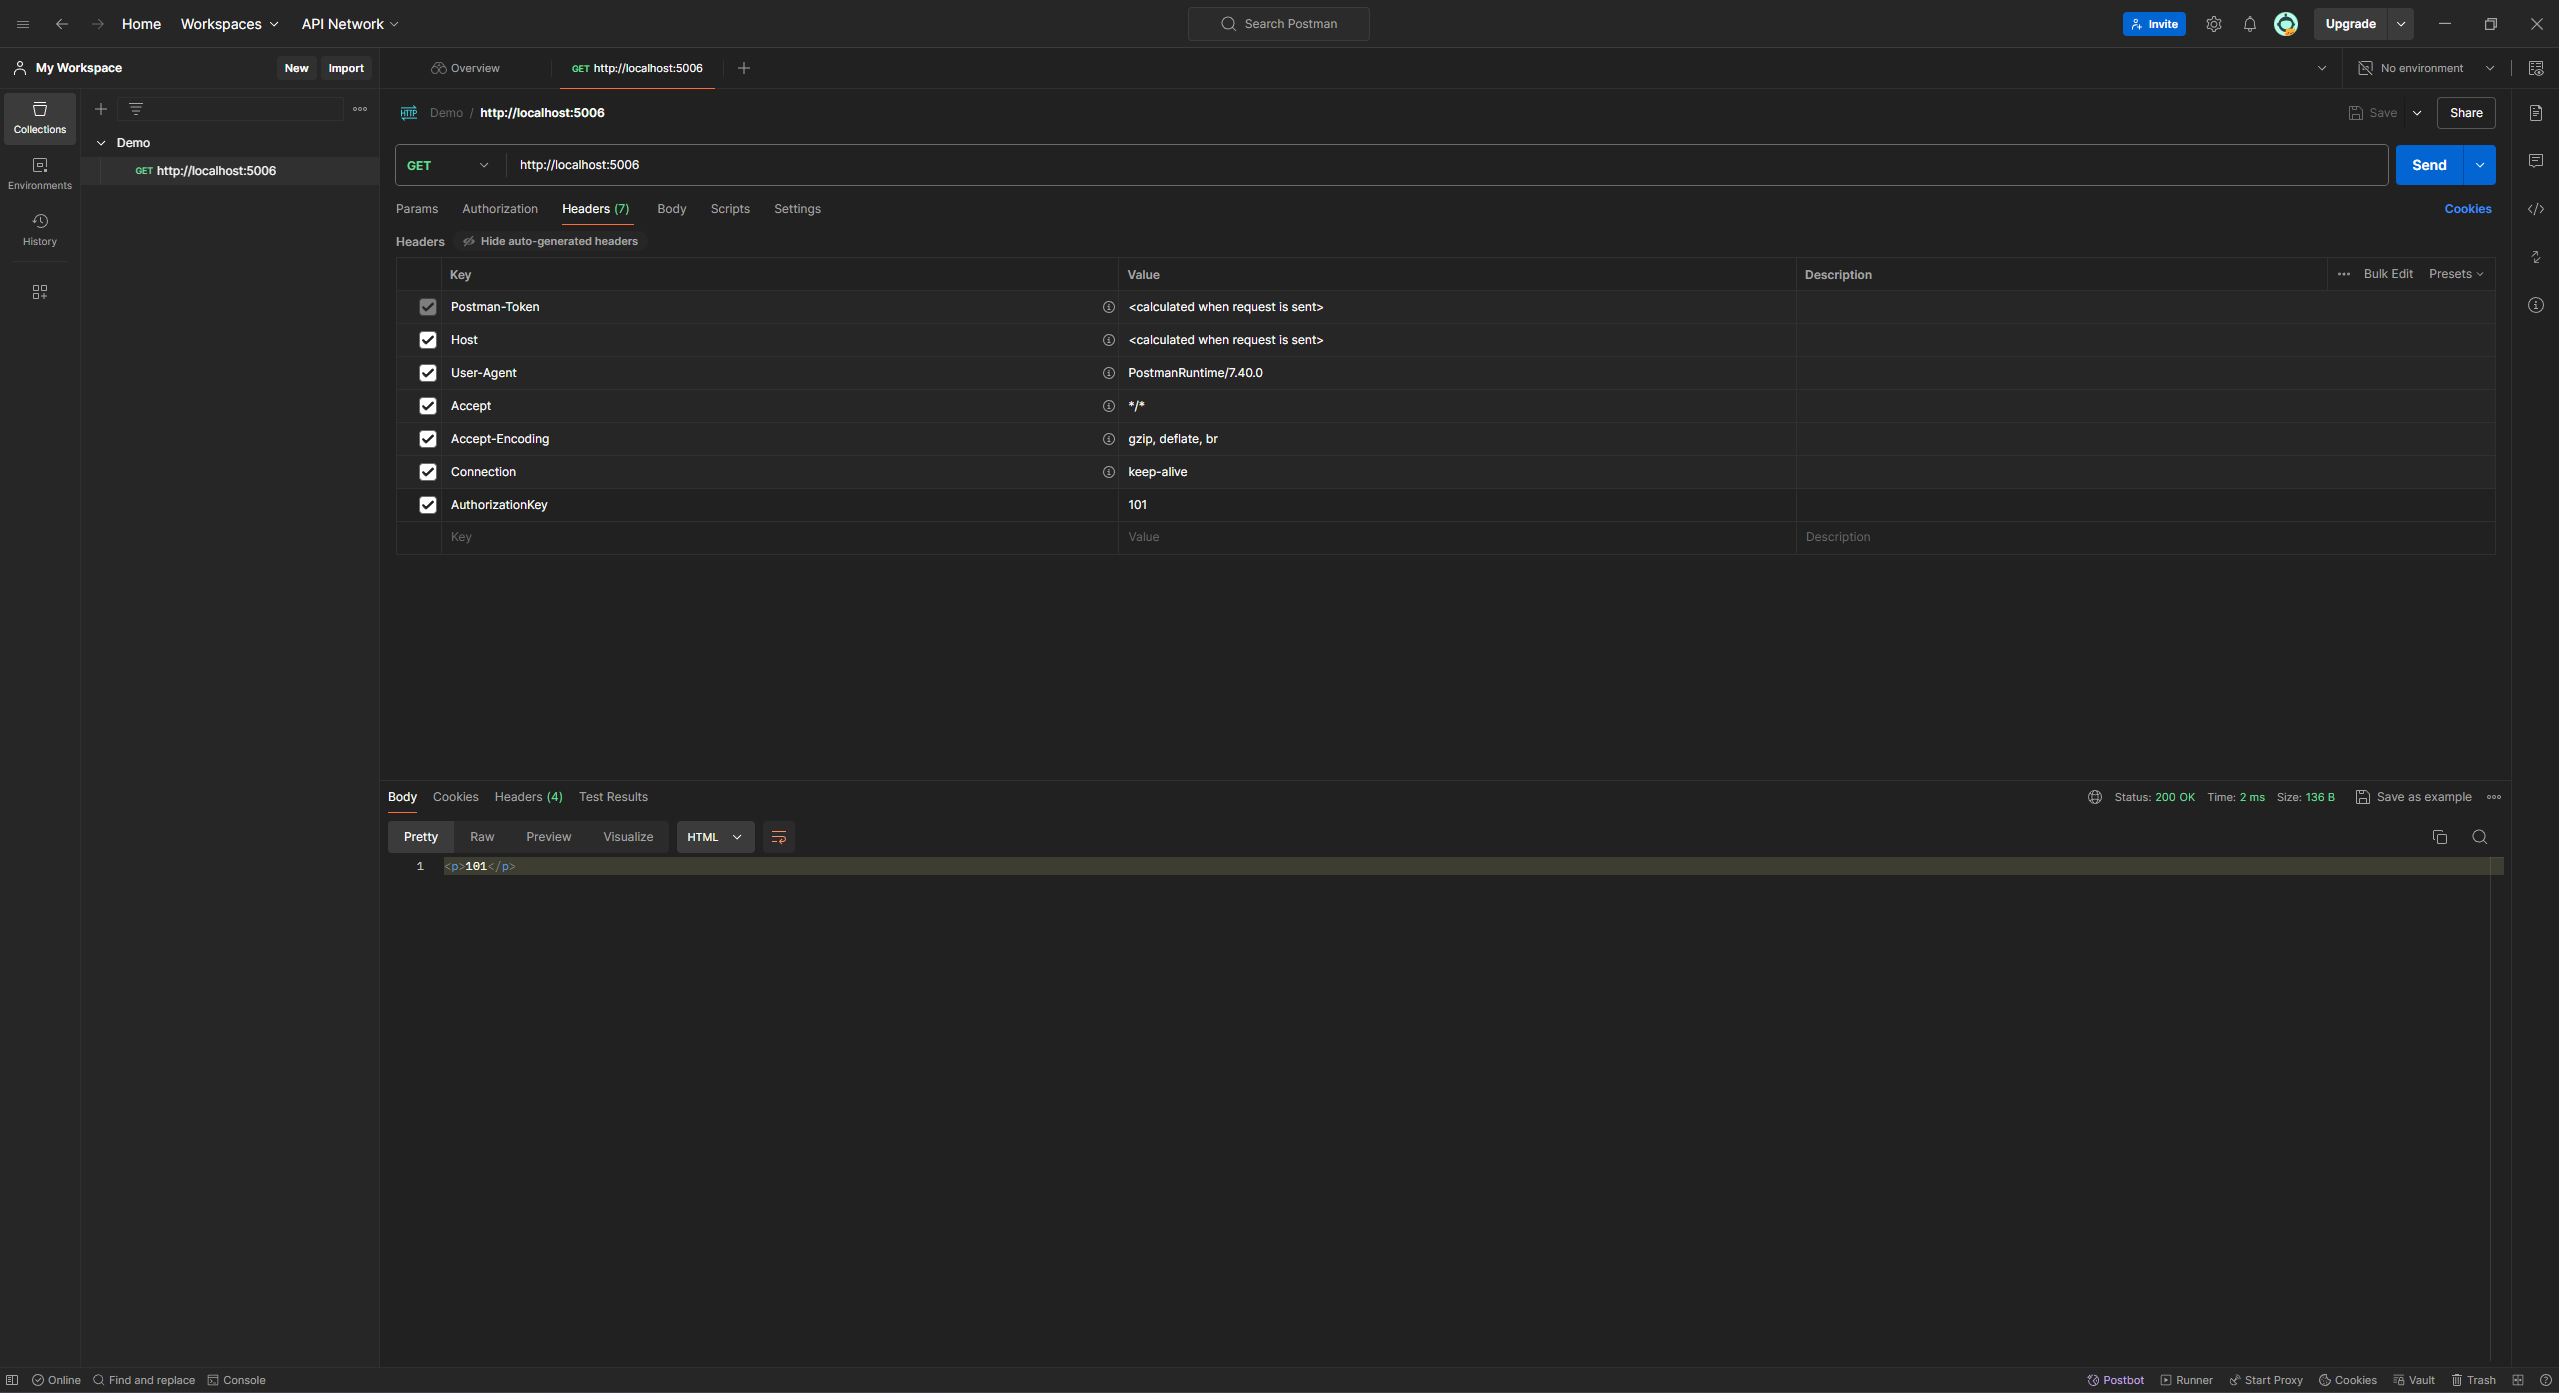 Home Workspaces API Network Search Postman Invite Upgrade
My Workspace New Import Overview GET http://localhost:5006 No environment
Collections
Environments
History
Demo
GET http://localhost:5006
HTTP Demo / http://localhost:5006 Save Share
GET http://localhost:5006 Send
Params Authorization Headers (7) Body Scripts Settings Cookies
Headers Hide auto-generated headers
Key Value Description Bulk Edit Presets
Postman-Token <calculated when request is sent>
Host <calculated when request is sent>
User-Agent PostmanRuntime/7.40.0
Accept */*
Accept-Encoding gzip, deflate, br
Connection keep-alive
AuthorizationKey 101
Key Value Description
Body Cookies Headers (4) Test Results Status: 200 OK Time: 2 ms Size: 136 B Save as example
Pretty Raw Preview Visualize HTML
1 <p>101</p>
Online Find and replace Console Postbot Runner Start Proxy Cookies Vault Trash